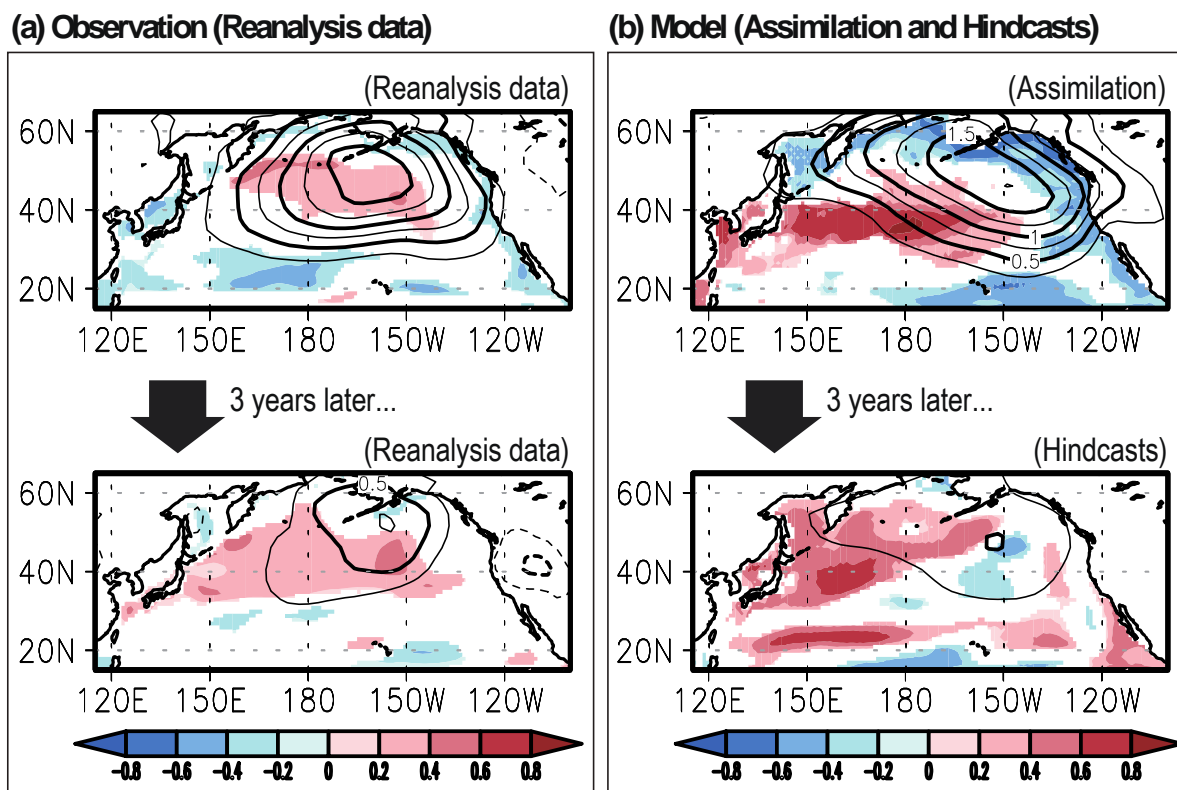 (a) Observation (Reanalysis data)
(Reanalysis data)
60N
40N
20N
120E 150E 180 150W 120W
3 years later...
(Reanalysis data)
0.5
60N
40N
20N
120E 150E 180 150W 120W
−0.8 −0.6 −0.4 −0.2 0 0.2 0.4 0.6 0.8
(b) Model (Assimilation and Hindcasts)
(Assimilation)
1.5
60N
40N
1
0.5
20N
120E 150E 180 150W 120W
3 years later...
(Hindcasts)
60N
40N
20N
120E 150E 180 150W 120W
−0.8 −0.6 −0.4 −0.2 0 0.2 0.4 0.6 0.8